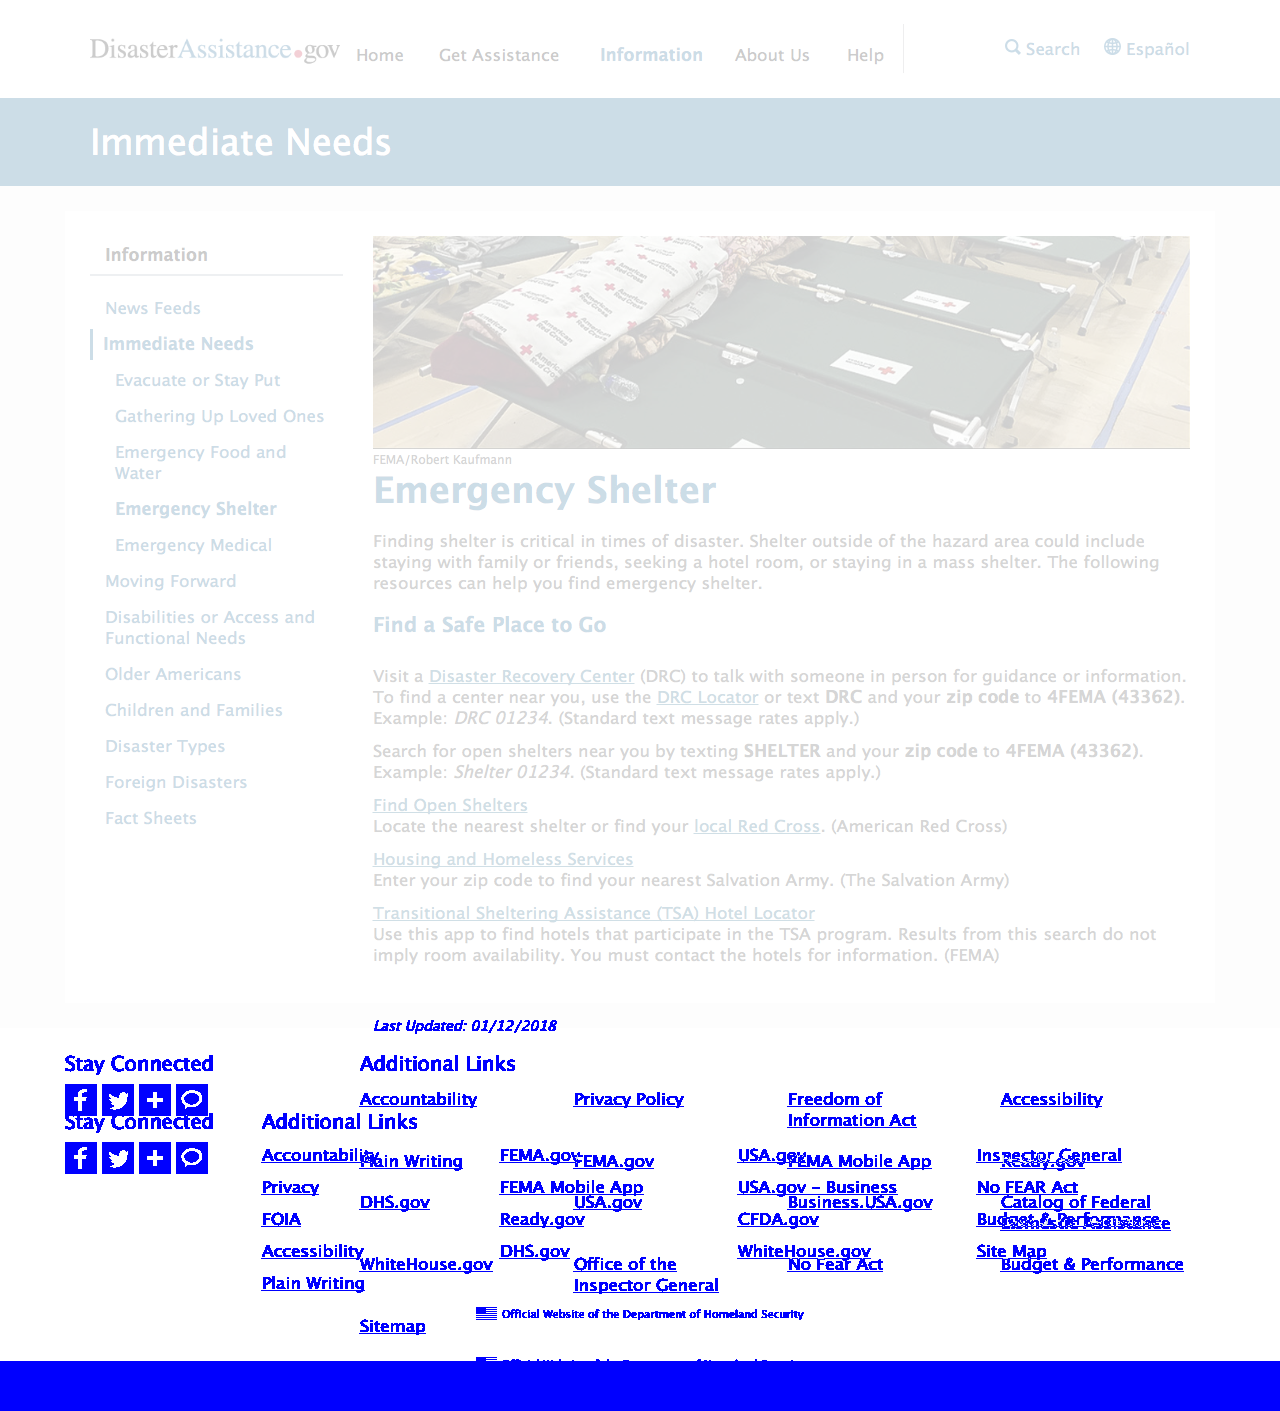 DisasterAssistance.gov
Home Get Assistance Information About Us Help
Search Español
Immediate Needs
Information
News Feeds
Immediate Needs
Evacuate or Stay Put
Gathering Up Loved Ones
Emergency Food and
Water
Emergency Shelter
Emergency Medical
Moving Forward
Disabilities or Access and
Functional Needs
Older Americans
Children and Families
Disaster Types
Foreign Disasters
Fact Sheets
American
Red Cross
FEMA/Robert Kaufmann
Emergency Shelter
Finding shelter is critical in times of disaster. Shelter outside of the hazard area could include
staying with family or friends, seeking a hotel room, or staying in a mass shelter. The following
resources can help you find emergency shelter.
Find a Safe Place to Go
Visit a Disaster Recovery Center (DRC) to talk with someone in person for guidance or information.
To find a center near you, use the DRC Locator or text DRC and your zip code to 4FEMA (43362).
Example: DRC 01234. (Standard text message rates apply.)
Search for open shelters near you by texting SHELTER and your zip code to 4FEMA (43362).
Example: Shelter 01234. (Standard text message rates apply.)
Find Open Shelters
Locate the nearest shelter or find your local Red Cross. (American Red Cross)
Housing and Homeless Services
Enter your zip code to find your nearest Salvation Army. (The Salvation Army)
Transitional Sheltering Assistance (TSA) Hotel Locator
Use this app to find hotels that participate in the TSA program. Results from this search do not
imply room availability. You must contact the hotels for information. (FEMA)
Last Updated: 01/12/2018
Stay Connected
Additional Links
Accountability Privacy Policy Freedom of Accessibility
Information Act
Stay Connected
Additional Links
Accountability FEMA.gov USA.gov Inspector General
Plain Writing FEMA.gov FEMA Mobile App Ready.gov
Privacy FEMA Mobile App USA.gov – Business No FEAR Act
DHS.gov USA.gov Business.USA.gov Catalog of Federal
Domestic Assistance
FOIA Ready.gov CFDA.gov Budget & Performance
Accessibility DHS.gov WhiteHouse.gov Site Map
WhiteHouse.gov Office of the No Fear Act Budget & Performance
Inspector General
Plain Writing
Official Website of the Department of Homeland Security
Sitemap